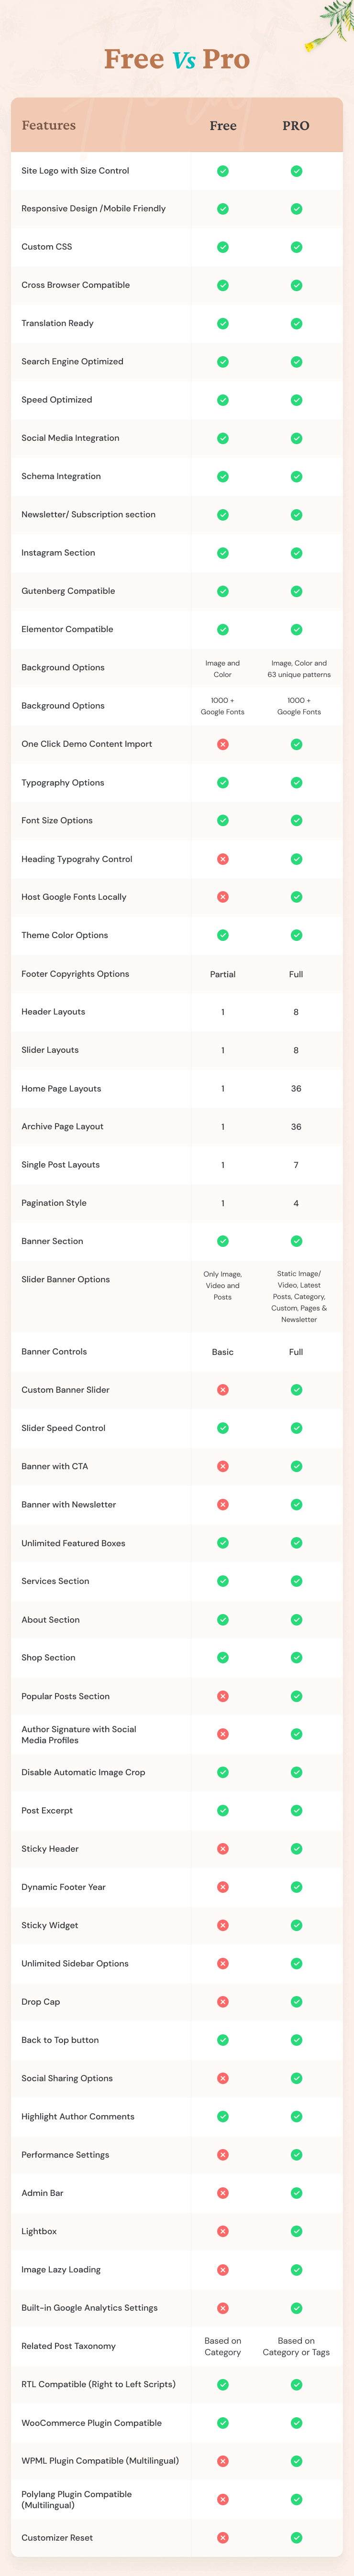 Free Vs Pro
Features Free PRO
Site Logo with Size Control
Responsive Design /Mobile Friendly
Custom CSS
Cross Browser Compatible
Translation Ready
Search Engine Optimized
Speed Optimized
Social Media Integration
Schema Integration
Newsletter/ Subscription section
Instagram Section
Gutenberg Compatible
Elementor Compatible
Background Options
Image and
Color
Image, Color and
63 unique patterns
Background Options
1000 +
Google Fonts
1000 +
Google Fonts
One Click Demo Content Import
Typography Options
Font Size Options
Heading Typograhy Control
Host Google Fonts Locally
Theme Color Options
Footer Copyrights Options Partial Full
Header Layouts 1 8
Slider Layouts 1 8
Home Page Layouts 1 36
Archive Page Layout 1 36
Single Post Layouts 1 7
Pagination Style 1 4
Banner Section
Slider Banner Options
Only Image,
Video and
Posts
Static Image/
Video, Latest
Posts, Category,
Custom, Pages &
Newsletter
Banner Controls Basic Full
Custom Banner Slider
Slider Speed Control
Banner with CTA
Banner with Newsletter
Unlimited Featured Boxes
Services Section
About Section
Shop Section
Popular Posts Section
Author Signature with Social
Media Profiles
Disable Automatic Image Crop
Post Excerpt
Sticky Header
Dynamic Footer Year
Sticky Widget
Unlimited Sidebar Options
Drop Cap
Back to Top button
Social Sharing Options
Highlight Author Comments
Performance Settings
Admin Bar
Lightbox
Image Lazy Loading
Built-in Google Analytics Settings
Related Post Taxonomy
Based on
Category
Based on
Category or Tags
RTL Compatible (Right to Left Scripts)
WooCommerce Plugin Compatible
WPML Plugin Compatible (Multilingual)
Polylang Plugin Compatible
(Multilingual)
Customizer Reset